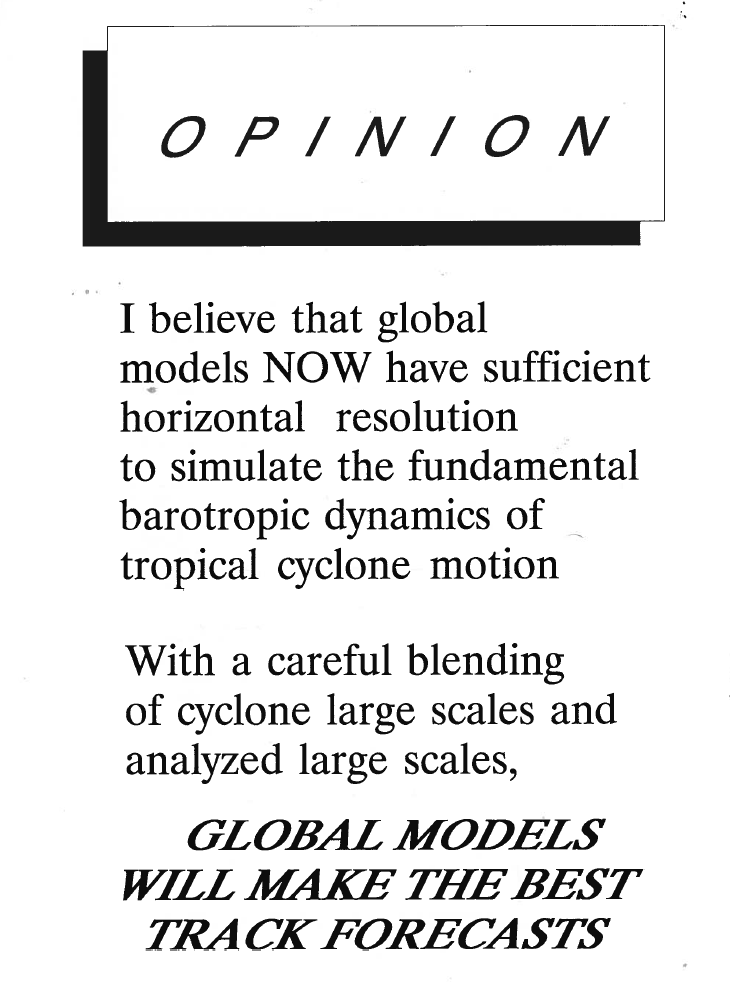 OPINION
I believe that global
models NOW have sufficient
horizontal resolution
to simulate the fundamental
barotropic dynamics of
tropical cyclone motion
With a careful blending
of cyclone large scales and
analyzed large scales,
GLOBAL MODELS
WILL MAKE THE BEST
TRACK FORECASTS